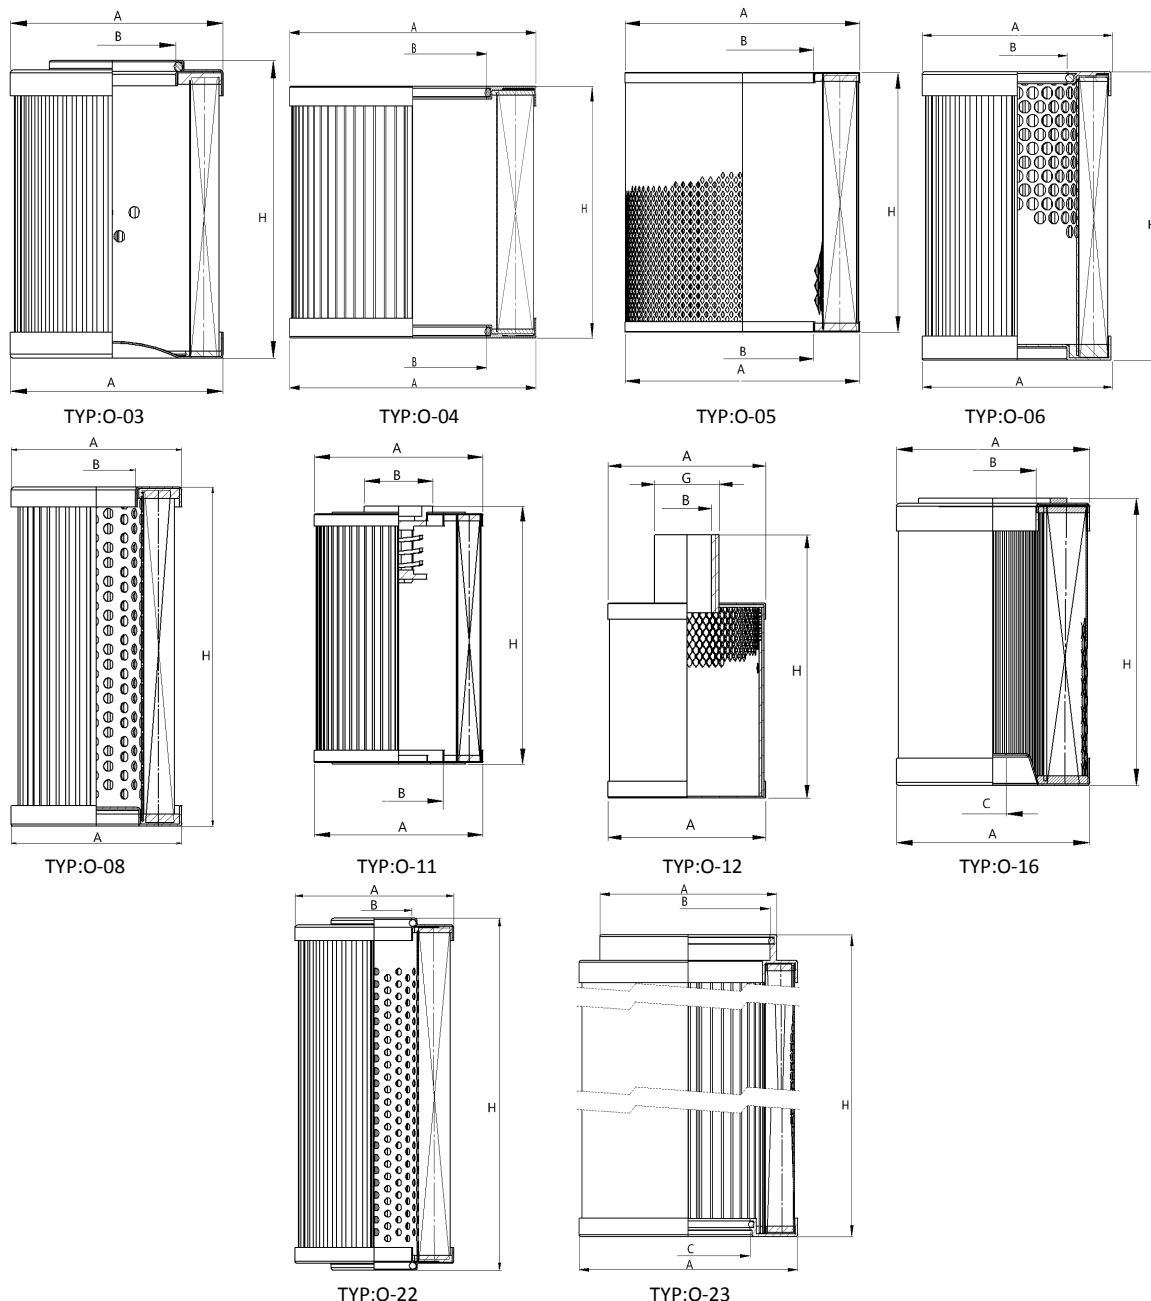 A A A A
B B B B
H H H H
B B
A A A A
TYP:O-03 TYP:O-04 TYP:O-05 TYP:O-06
A A A A
B B G B
B
H H H H
B C
A A A A
TYP:O-08 TYP:O-11 TYP:O-12 TYP:O-16
A A
B B
H H
C
A
TYP:O-22 TYP:O-23